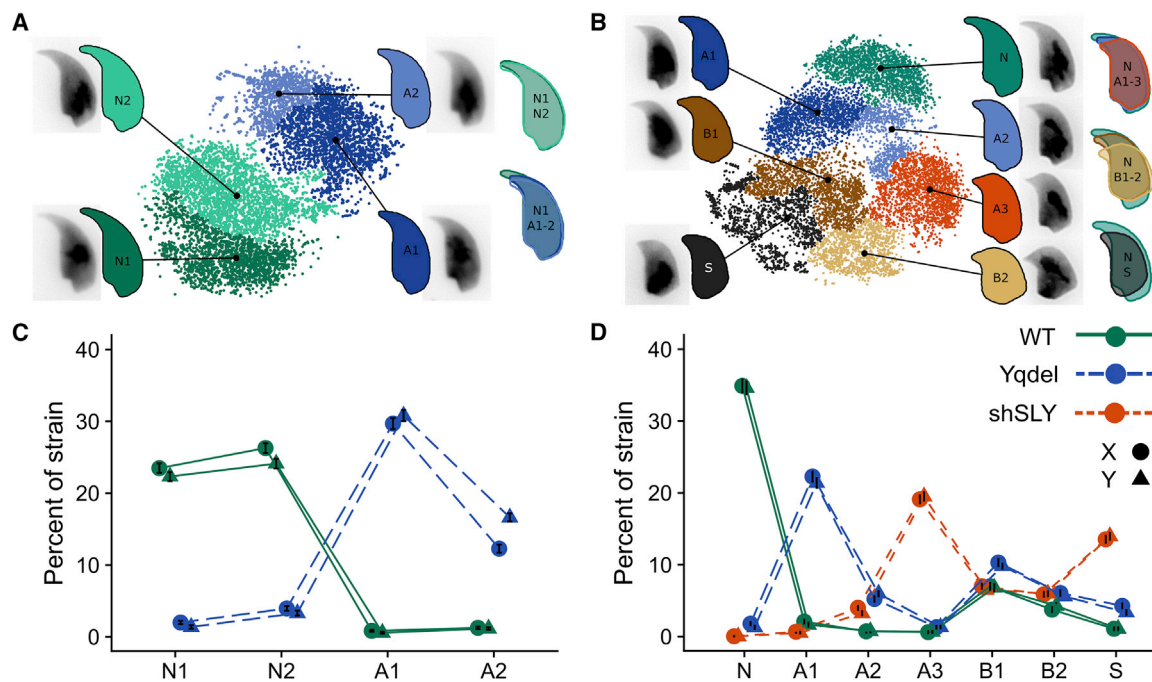 A
N2
A2
N1
N2
N1
A1-2
N1
A1
B
A1
N
N
A1-3
B1
A2
N
B1-2
A3
S
B2
N
S
C
40
30
20
10
0
Percent of strain
N1 N2 A1 A2
D
40
30
20
10
0
Percent of strain
WT
Yqdel
shSLY
X
Y
N A1 A2 A3 B1 B2 S